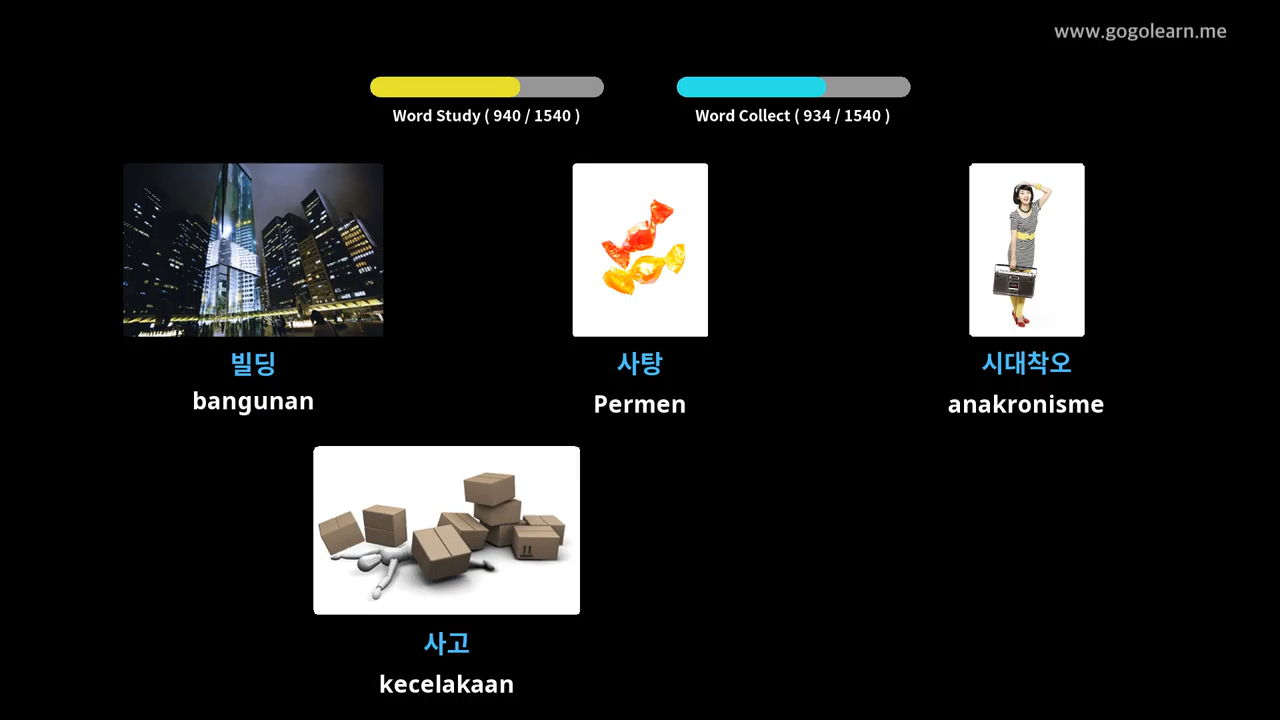 www.gogolearn.me
Word Study ( 940 / 1540 )
Word Collect ( 934 / 1540 )
빌딩
bangunan
사탕
Permen
시대착오
anakronisme
사고
kecelakaan